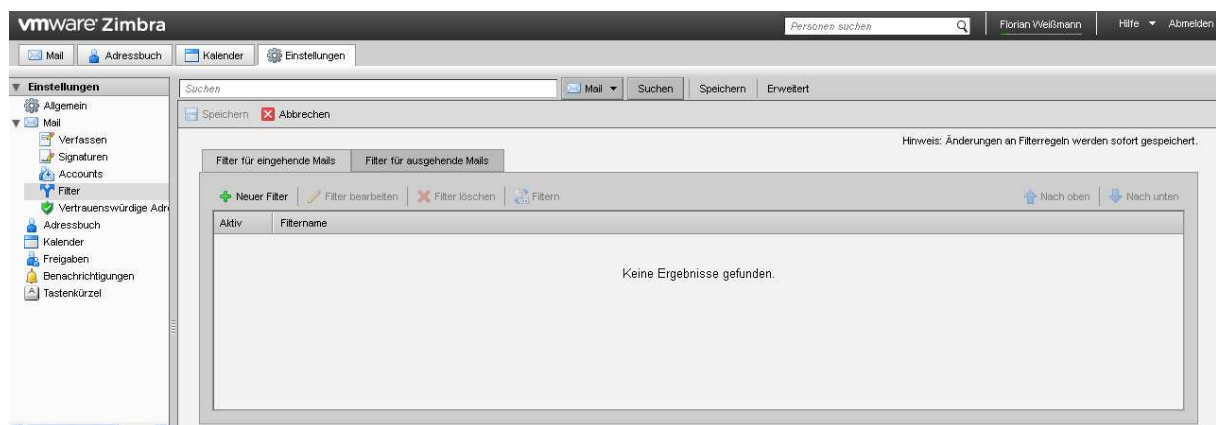 vmware Zimbra
Personen suchen
Florian Weißmann
Hilfe
Abmelden
Mail
Adressbuch
Kalender
Einstellungen
Einstellungen
Allgemein
Mail
Verfassen
Signaturen
Accounts
Filter
Vertrauenswürdige Adr
Adressbuch
Kalender
Freigaben
Benachrichtigungen
Tastenkürzel
Suchen
Mail
Suchen
Speichern
Erweitert
Speichern
Abbrechen
Hinweis: Änderungen an Filterregeln werden sofort gespeichert.
Filter für eingehende Mails
Filter für ausgehende Mails
Neuer Filter
Filter bearbeiten
Filter löschen
Filtern
Nach oben
Nach unten
Aktiv
Filtername
Keine Ergebnisse gefunden.